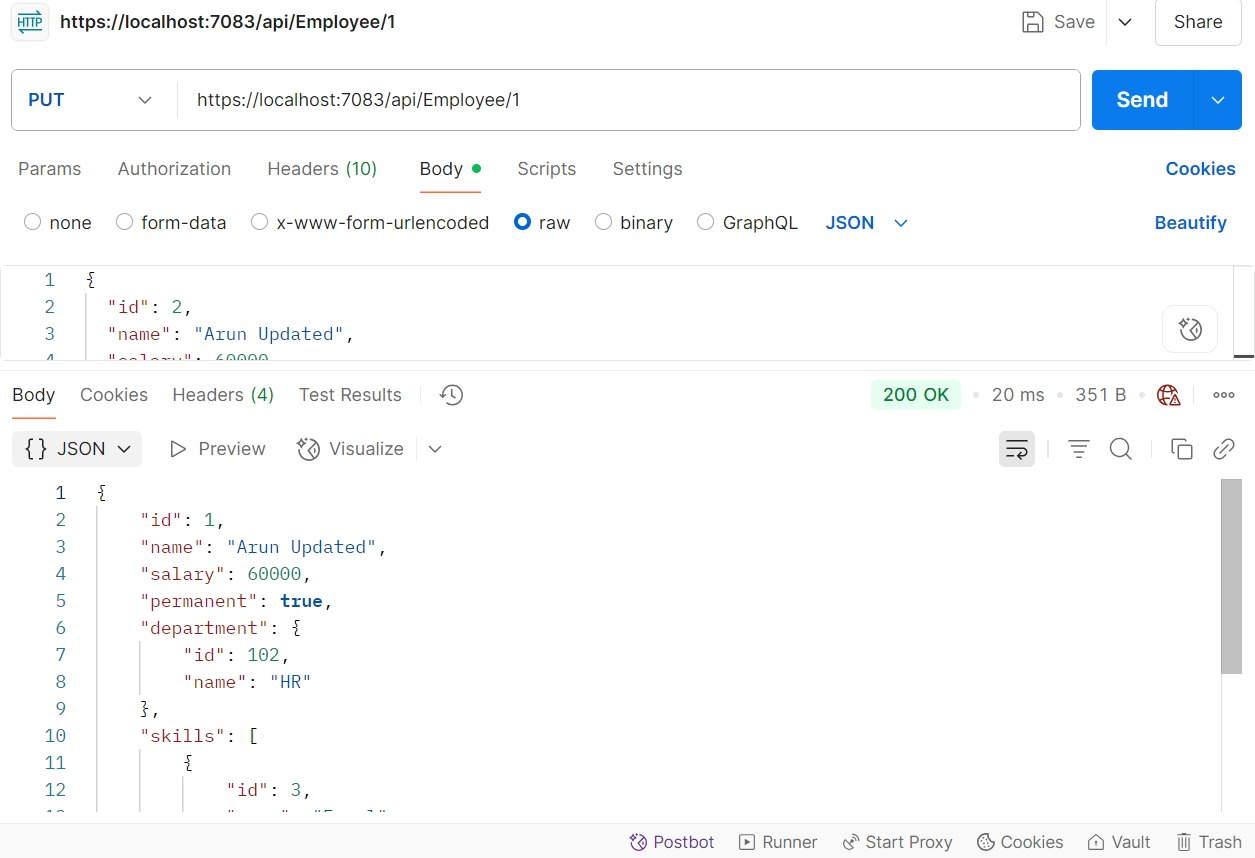 HTTP https://localhost:7083/api/Employee/1 Save Share
PUT https://localhost:7083/api/Employee/1 Send
Params Authorization Headers (10) Body Scripts Settings Cookies
none form-data x-www-form-urlencoded raw binary GraphQL JSON Beautify
1 {
2 "id": 2,
3 "name": "Arun Updated",
4 "salary": 60000
Body Cookies Headers (4) Test Results 200 OK • 20 ms • 351 B •
{} JSON Preview Visualize
1 {
2 "id": 1,
3 "name": "Arun Updated",
4 "salary": 60000,
5 "permanent": true,
6 "department": {
7 "id": 102,
8 "name": "HR"
9 },
10 "skills": [
11 {
12 "id": 3,
Postbot Runner Start Proxy Cookies Vault Trash